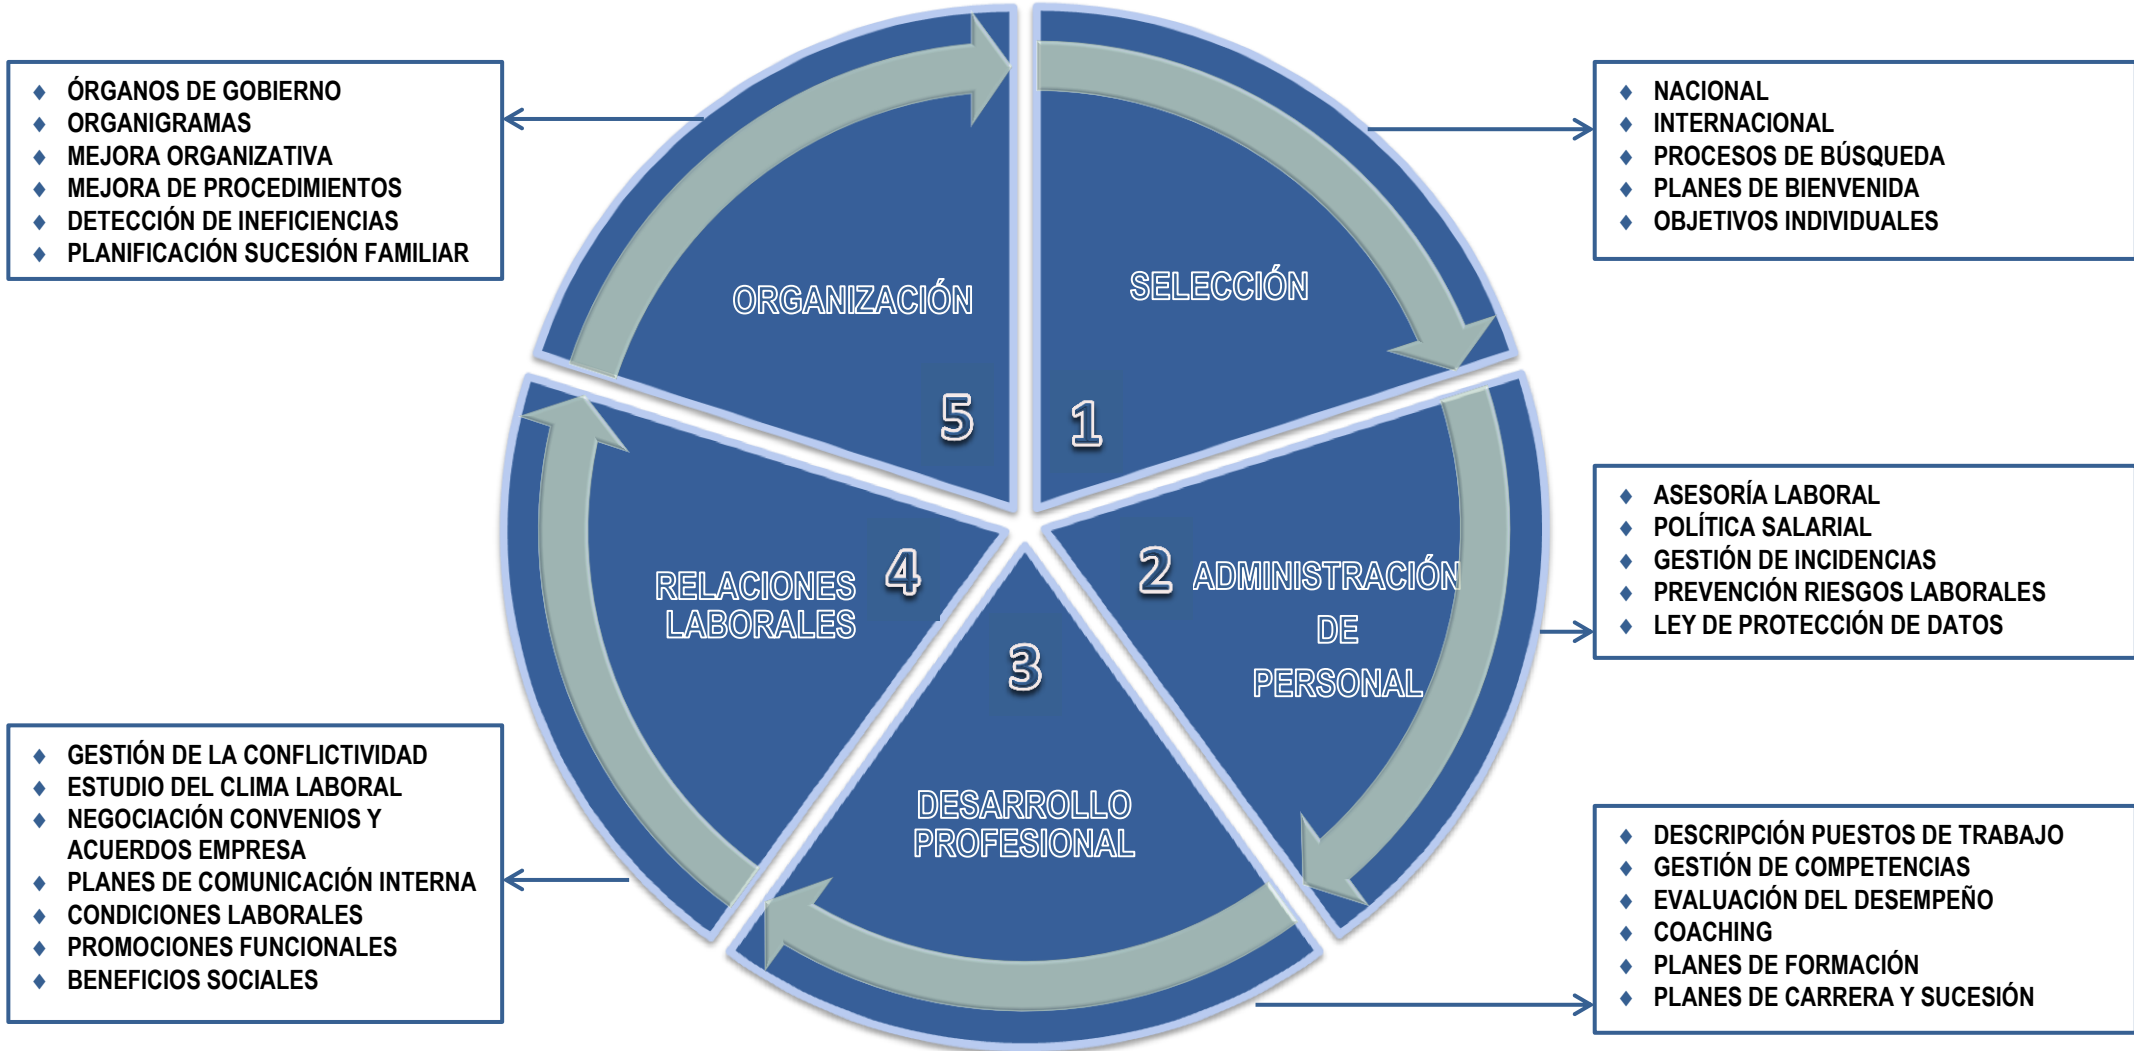 ÓRGANOS DE GOBIERNO
ORGANIGRAMAS
MEJORA ORGANIZATIVA
MEJORA DE PROCEDIMIENTOS
DETECCIÓN DE INEFICIENCIAS
PLANIFICACIÓN SUCESIÓN FAMILIAR
NACIONAL
INTERNACIONAL
PROCESOS DE BÚSQUEDA
PLANES DE BIENVENIDA
OBJETIVOS INDIVIDUALES
ORGANIZACIÓN
5
SELECCIÓN
1
RELACIONES
LABORALES
4
2
ADMINISTRACIÓN
DE
PERSONAL
3
DESARROLLO
PROFESIONAL
ASESORÍA LABORAL
POLÍTICA SALARIAL
GESTIÓN DE INCIDENCIAS
PREVENCIÓN RIESGOS LABORALES
LEY DE PROTECCIÓN DE DATOS
GESTIÓN DE LA CONFLICTIVIDAD
ESTUDIO DEL CLIMA LABORAL
NEGOCIACIÓN CONVENIOS Y
ACUERDOS EMPRESA
PLANES DE COMUNICACIÓN INTERNA
CONDICIONES LABORALES
PROMOCIONES FUNCIONALES
BENEFICIOS SOCIALES
DESCRIPCIÓN PUESTOS DE TRABAJO
GESTIÓN DE COMPETENCIAS
EVALUACIÓN DEL DESEMPEÑO
COACHING
PLANES DE FORMACIÓN
PLANES DE CARRERA Y SUCESIÓN